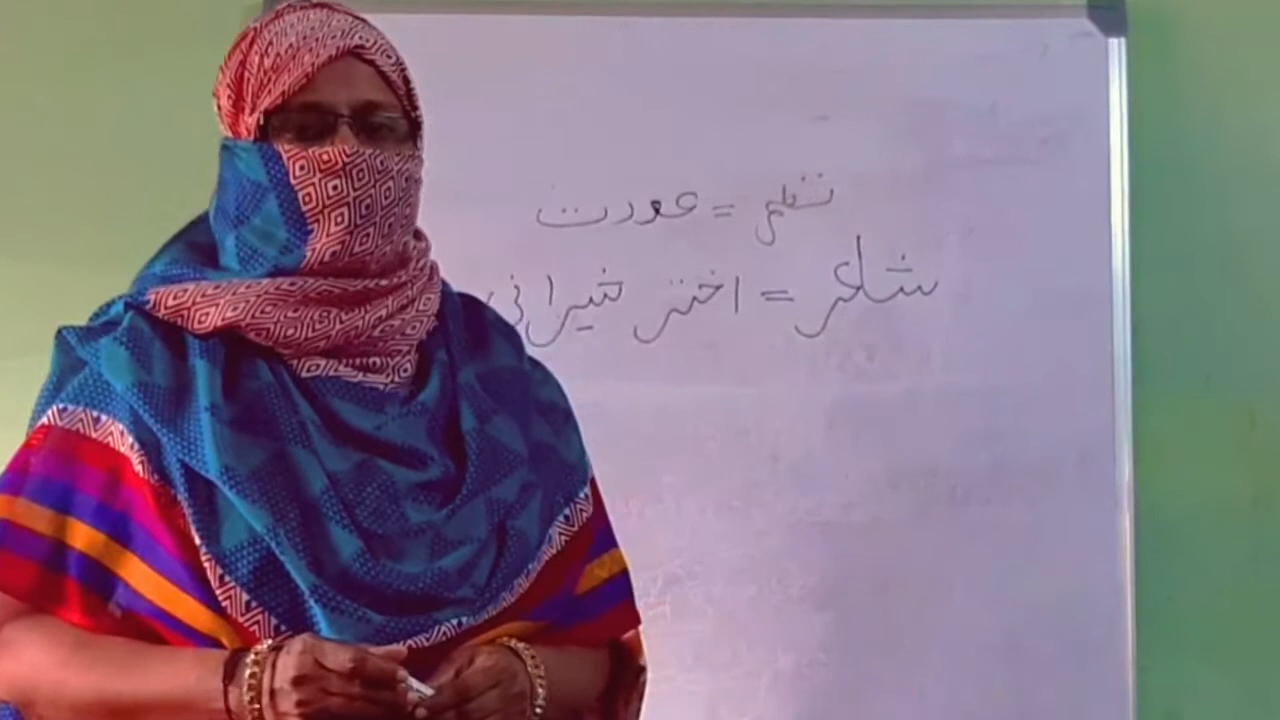 نظم = عورت
شاعر = اختر شیرانی